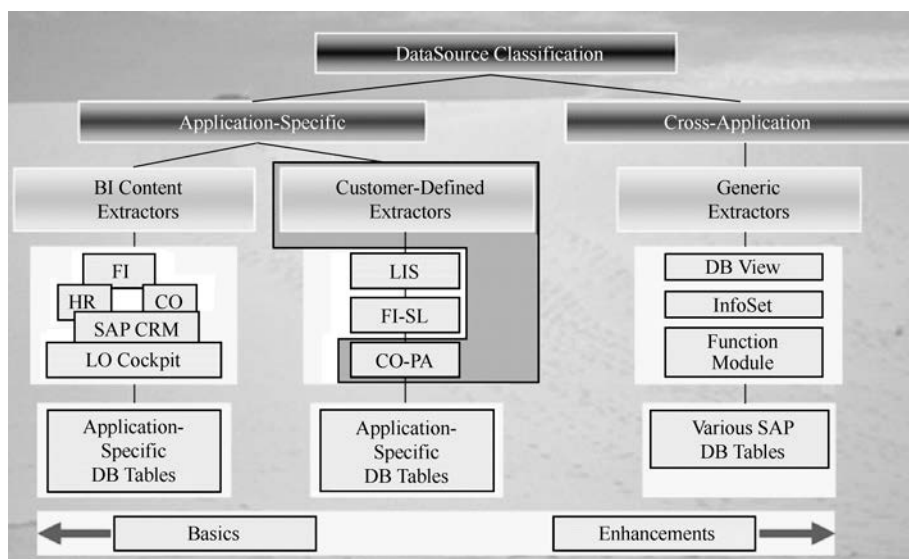 DataSource Classification
Application-Specific
Cross-Application
BI Content
Extractors
Customer-Defined
Extractors
Generic
Extractors
FI
HR
CO
SAP CRM
LO Cockpit
LIS
FI-SL
CO-PA
DB View
InfoSet
Function
Module
Application-
Specific
DB Tables
Application-
Specific
DB Tables
Various SAP
DB Tables
Basics
Enhancements